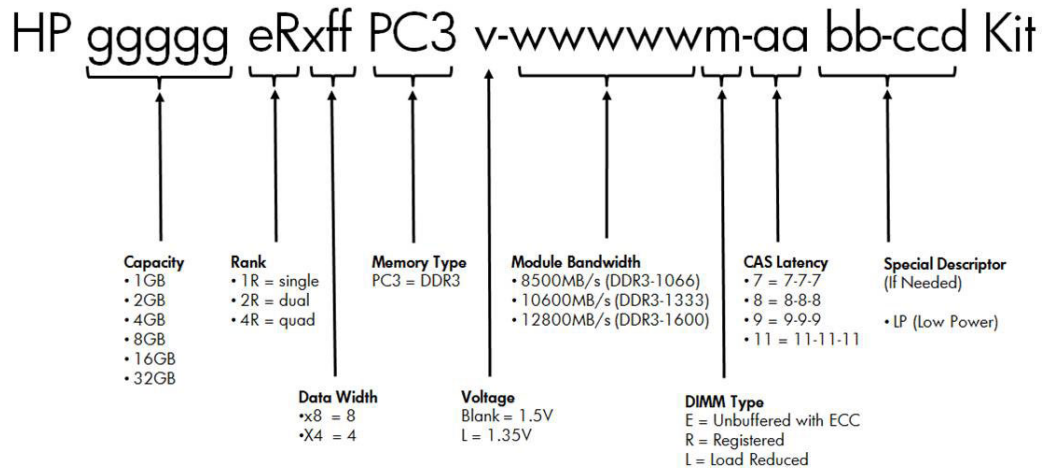 HP ggggg eRxff PC3 v-wwwwwm-aa bb-ccd Kit
Capacity
• 1GB
• 2GB
• 4GB
• 8GB
• 16GB
• 32GB
Rank
• 1R = single
• 2R = dual
• 4R = quad
Memory Type
PC3 = DDR3
Module Bandwidth
• 8500MB/s (DDR3-1066)
• 10600MB/s (DDR3-1333)
• 12800MB/s (DDR3-1600)
CAS Latency
• 7 = 7-7-7
• 8 = 8-8-8
• 9 = 9-9-9
• 11 = 11-11-11
Special Descriptor
(If Needed)
• LP (Low Power)
Data Width
•x8 = 8
•X4 = 4
Voltage
Blank = 1.5V
L = 1.35V
DIMM Type
E = Unbuffered with ECC
R = Registered
L = Load Reduced